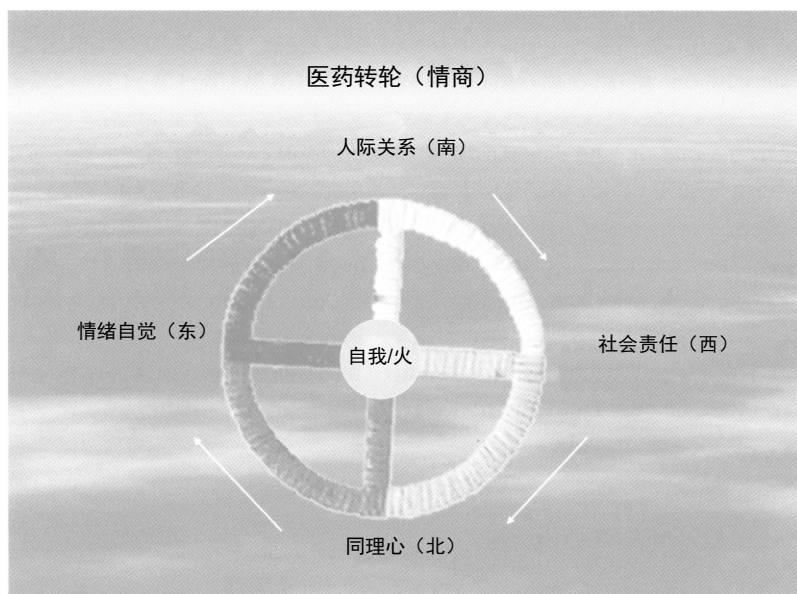 医药转轮（情商）
人际关系（南）
情绪自觉（东）
自我/火
社会责任（西）
同理心（北）